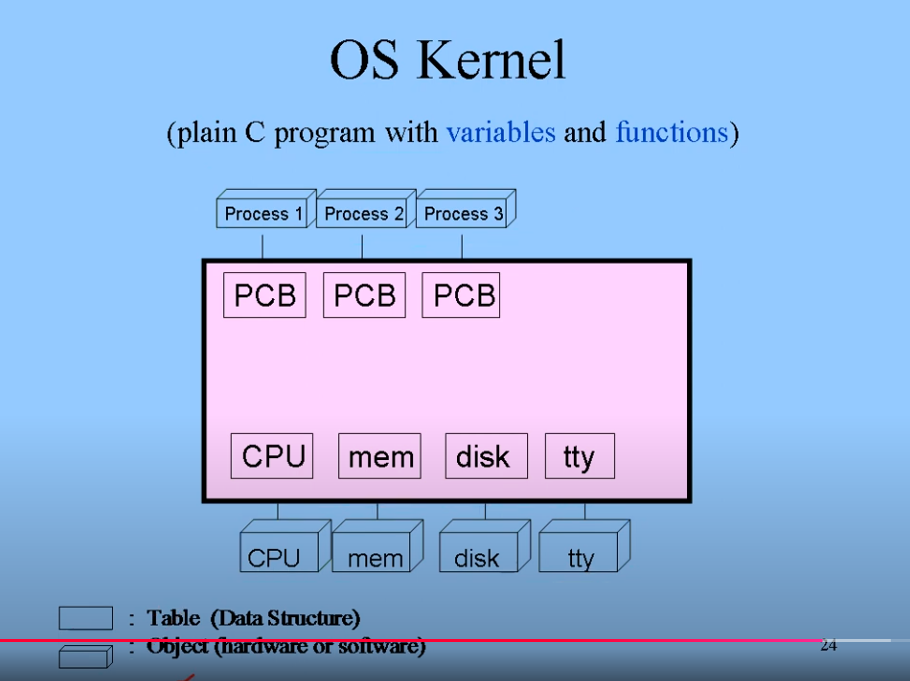 OS Kernel
(plain C program with variables and functions)
Process 1 Process 2 Process 3
PCB PCB PCB
CPU mem disk tty
CPU mem disk tty
: Table (Data Structure)
: Object (hardware or software)
24